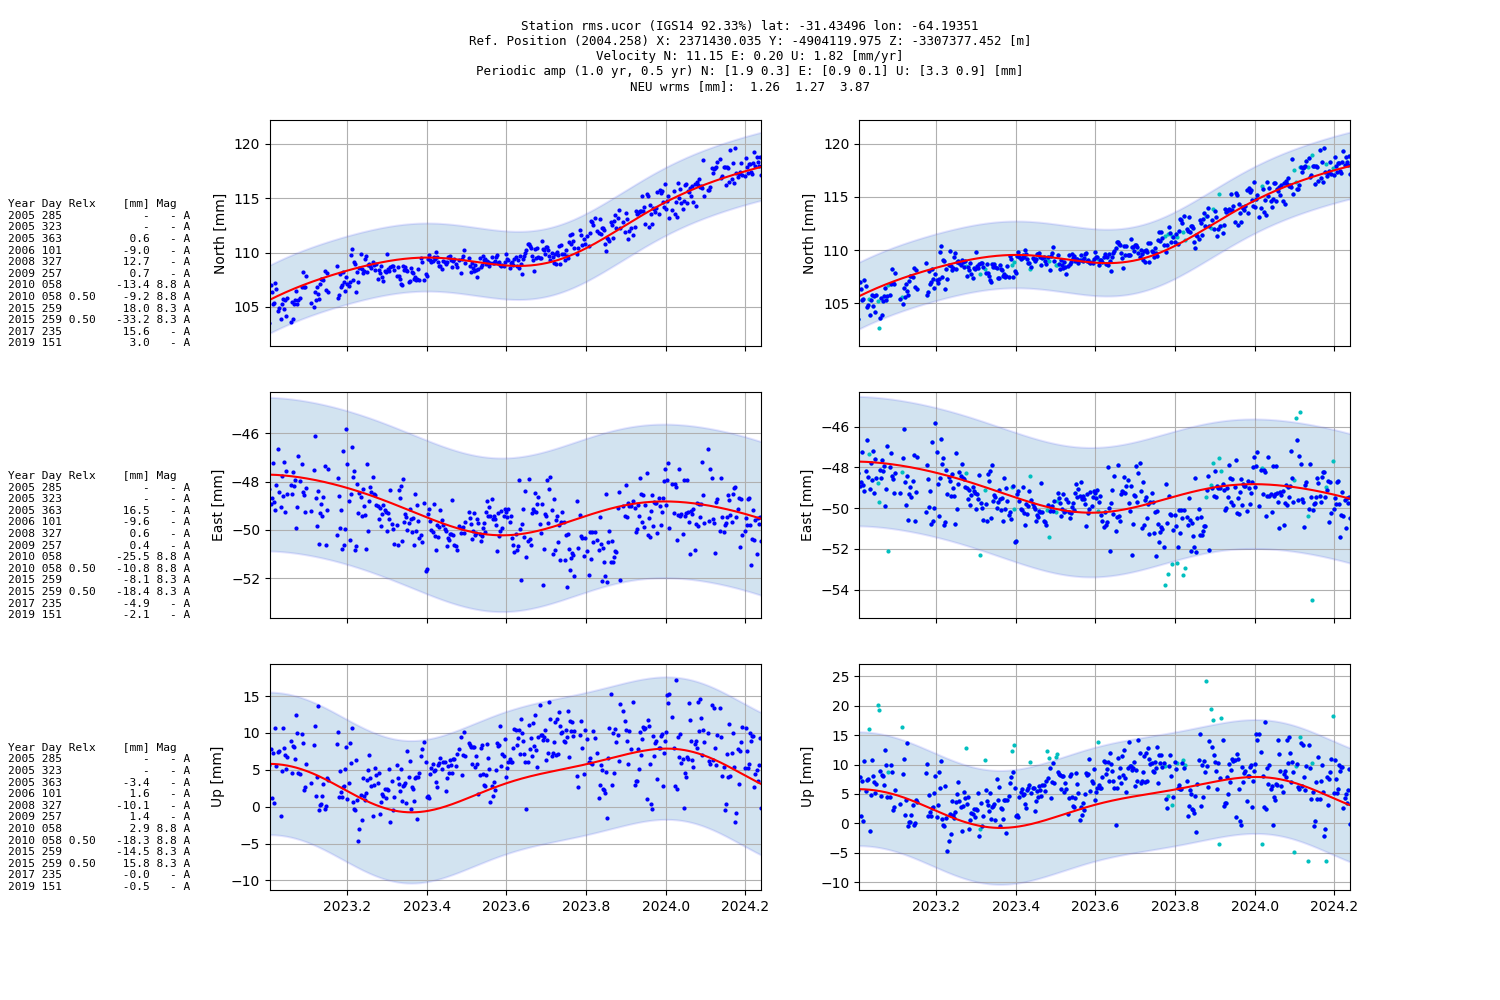 Station rms.ucor (IGS14 92.33%) lat: -31.43496 lon: -64.19351
Ref. Position (2004.258) X: 2371430.035 Y: -4904119.975 Z: -3307377.452 [m]
Velocity N: 11.15 E: 0.20 U: 1.82 [mm/yr]
Periodic amp (1.0 yr, 0.5 yr) N: [1.9 0.3] E: [0.9 0.1] U: [3.3 0.9] [mm]
NEU wrms [mm]:  1.26  1.27  3.87
Year Day Relx    [mm] Mag
2005 285            -   - A
2005 323            -   - A
2005 363          0.6   - A
2006 101         -9.0   - A
2008 327         12.7   - A
2009 257          0.7   - A
2010 058        -13.4 8.8 A
2010 058 0.50    -9.2 8.8 A
2015 259         18.0 8.3 A
2015 259 0.50   -33.2 8.3 A
2017 235         15.6   - A
2019 151          3.0   - A
North [mm]
120
115
110
105
North [mm]
120
115
110
105
Year Day Relx    [mm] Mag
2005 285            -   - A
2005 323            -   - A
2005 363         16.5   - A
2006 101         -9.6   - A
2008 327          0.6   - A
2009 257          0.4   - A
2010 058        -25.5 8.8 A
2010 058 0.50   -10.8 8.8 A
2015 259         -8.1 8.3 A
2015 259 0.50   -18.4 8.3 A
2017 235         -4.9   - A
2019 151         -2.1   - A
East [mm]
−46
−48
−50
−52
East [mm]
−46
−48
−50
−52
−54
Year Day Relx    [mm] Mag
2005 285            -   - A
2005 323            -   - A
2005 363         -3.4   - A
2006 101          1.6   - A
2008 327        -10.1   - A
2009 257          1.4   - A
2010 058          2.9 8.8 A
2010 058 0.50   -18.3 8.8 A
2015 259        -14.5 8.3 A
2015 259 0.50    15.8 8.3 A
2017 235         -0.0   - A
2019 151         -0.5   - A
Up [mm]
15
10
5
0
−5
−10
2023.2 2023.4 2023.6 2023.8 2024.0 2024.2
Up [mm]
25
20
15
10
5
0
−5
−10
2023.2 2023.4 2023.6 2023.8 2024.0 2024.2